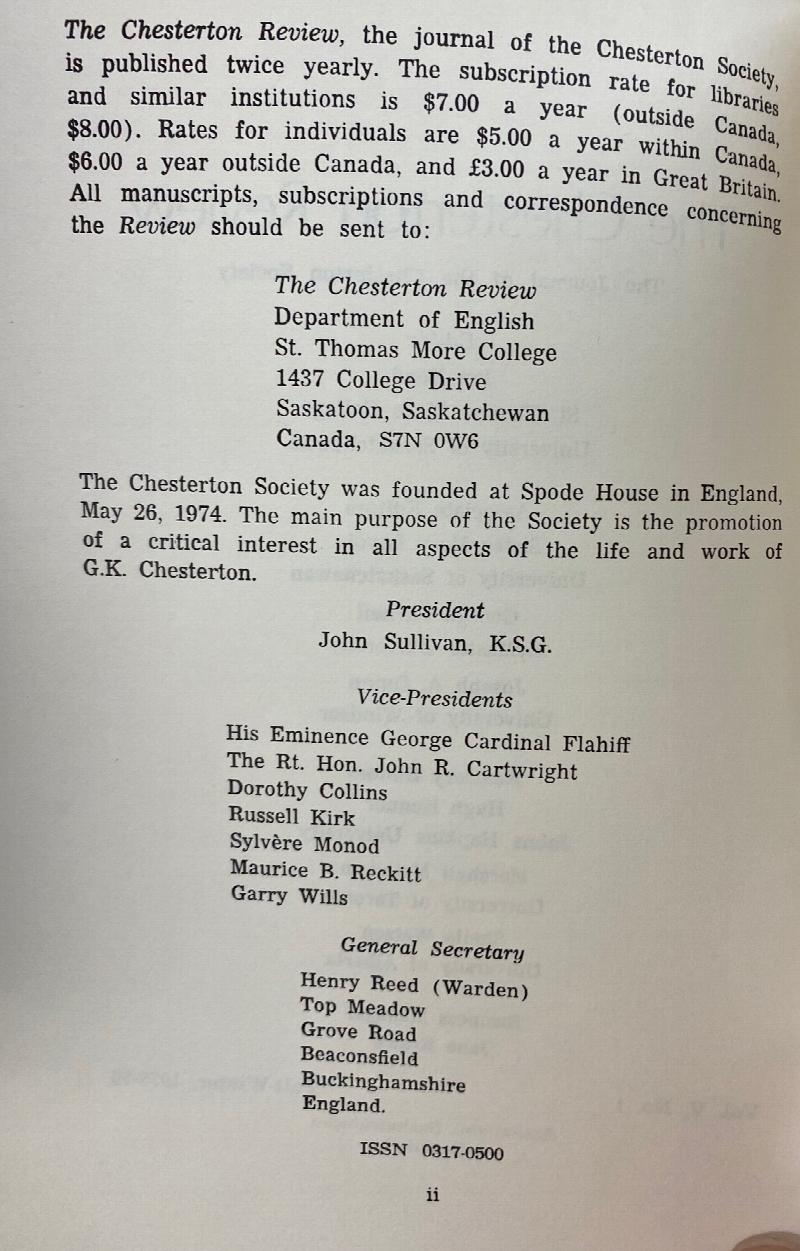 The Chesterton Review, the journal of the Chesterton Society,
is published twice yearly. The subscription rate for libraries
and similar institutions is $7.00 a year (outside Canada,
$8.00). Rates for individuals are $5.00 a year within Canada,
$6.00 a year outside Canada, and £3.00 a year in Great Britain.
All manuscripts, subscriptions and correspondence concerning
the Review should be sent to:
The Chesterton Review
Department of English
St. Thomas More College
1437 College Drive
Saskatoon, Saskatchewan
Canada, S7N 0W6
The Chesterton Society was founded at Spode House in England,
May 26, 1974. The main purpose of the Society is the promotion
of a critical interest in all aspects of the life and work of
G.K. Chesterton.
President
John Sullivan, K.S.G.
Vice-Presidents
His Eminence George Cardinal Flahiff
The Rt. Hon. John R. Cartwright
Dorothy Collins
Russell Kirk
Sylvère Monod
Maurice B. Reckitt
Garry Wills
General Secretary
Henry Reed (Warden)
Top Meadow
Grove Road
Beaconsfield
Buckinghamshire
England.
ISSN 0317-0500
ii